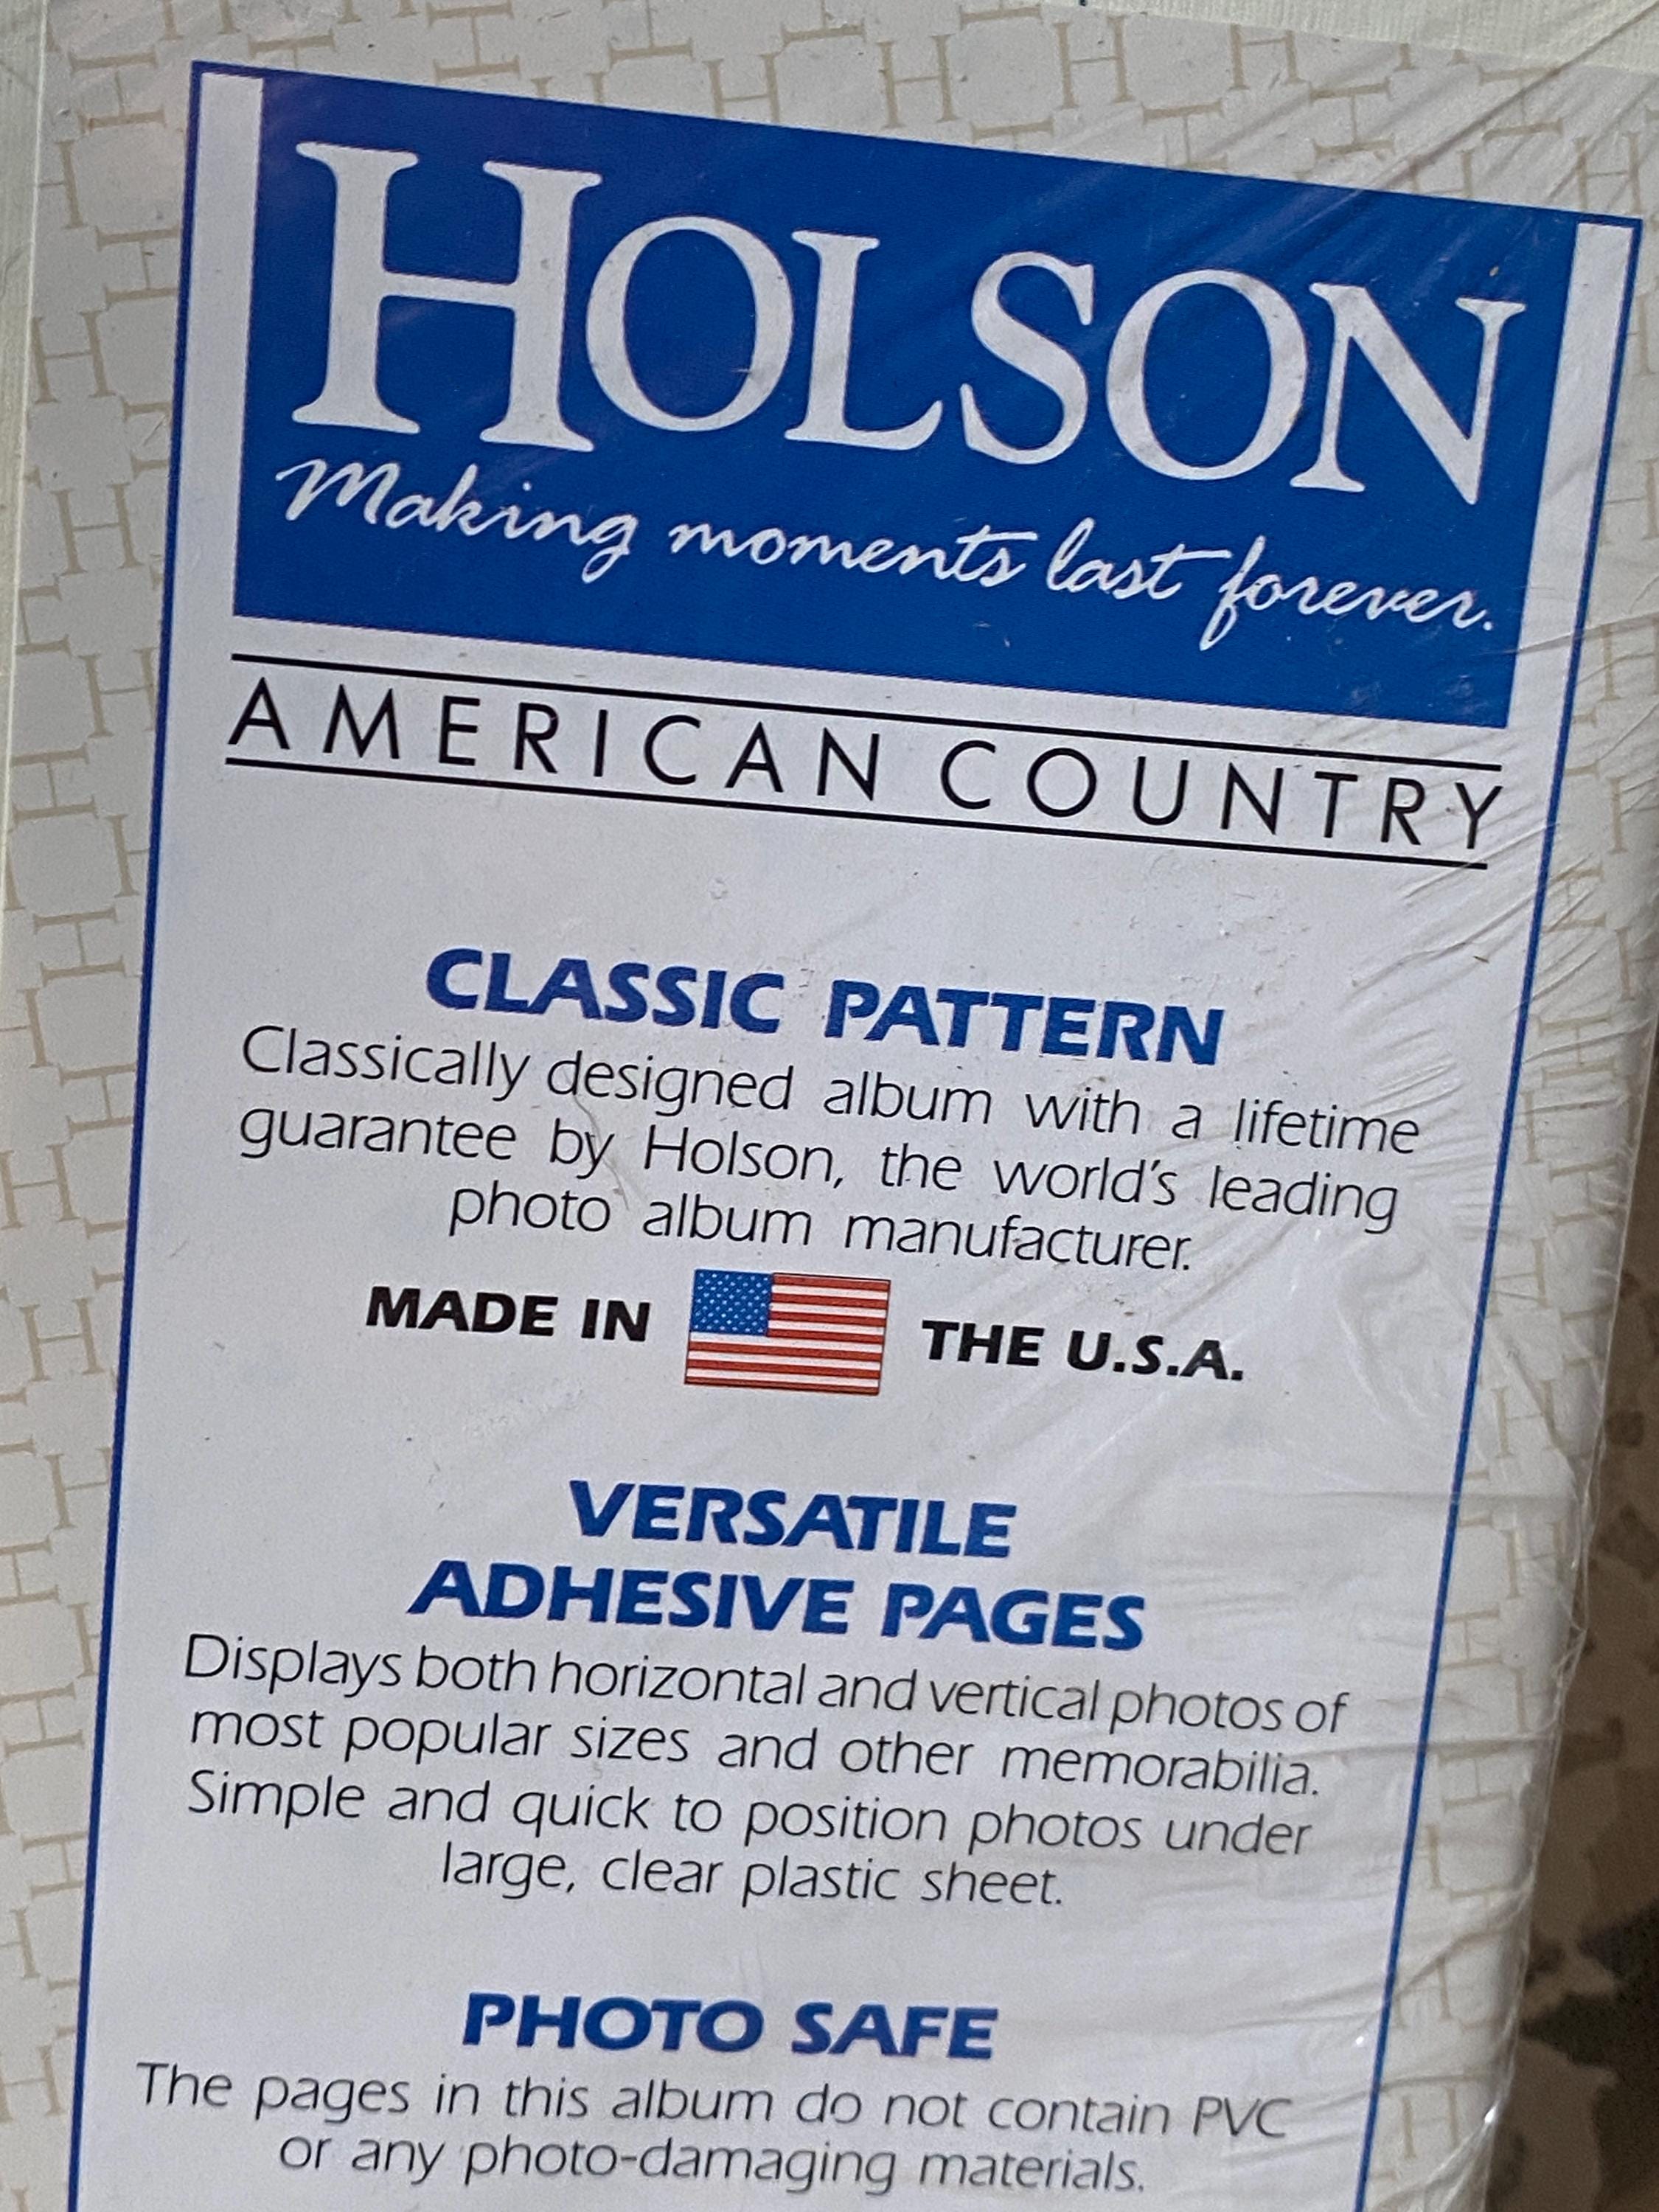 HOLSON
Making moments last forever.
AMERICAN COUNTRY
CLASSIC PATTERN
Classically designed album with a lifetime
guarantee by Holson, the world's leading
photo album manufacturer.
MADE IN THE U.S.A.
VERSATILE
ADHESIVE PAGES
Displays both horizontal and vertical photos of
most popular sizes and other memorabilia.
Simple and quick to position photos under
large, clear plastic sheet.
PHOTO SAFE
The pages in this album do not contain PVC
or any photo-damaging materials.